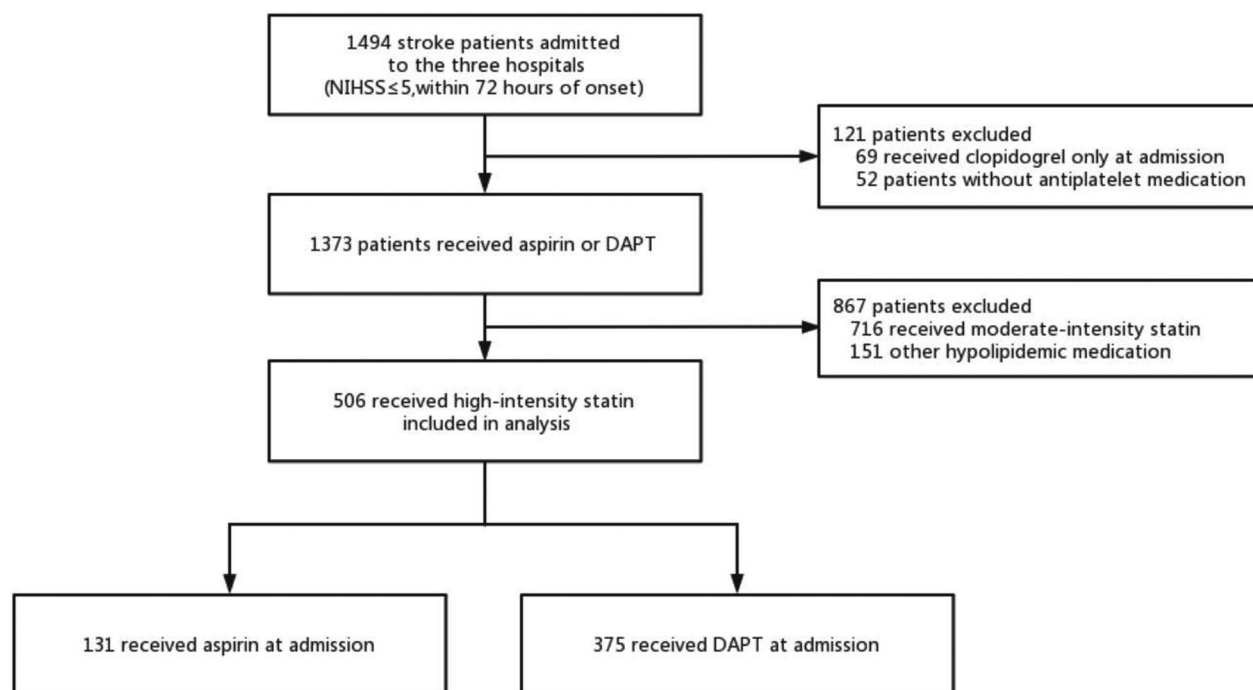 1494 stroke patients admitted
to the three hospitals
(NIHSS≤5,within 72 hours of onset)
121 patients excluded
69 received clopidogrel only at admission
52 patients without antiplatelet medication
1373 patients received aspirin or DAPT
867 patients excluded
716 received moderate-intensity statin
151 other hypolipidemic medication
506 received high-intensity statin
included in analysis
131 received aspirin at admission
375 received DAPT at admission